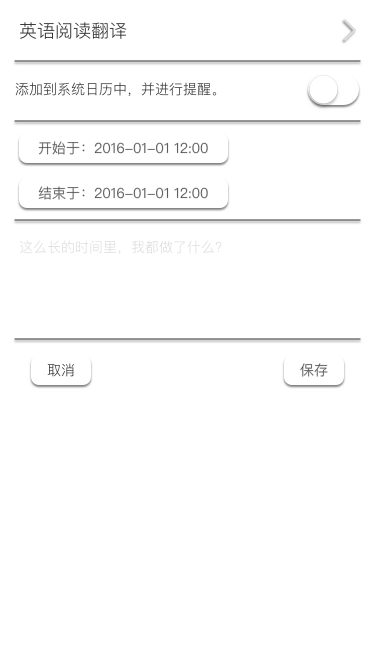 英语阅读翻译
添加到系统日历中，并进行提醒。
开始于：2016-01-01 12:00
结束于：2016-01-01 12:00
这么长的时间里，我都做了什么？
取消
保存